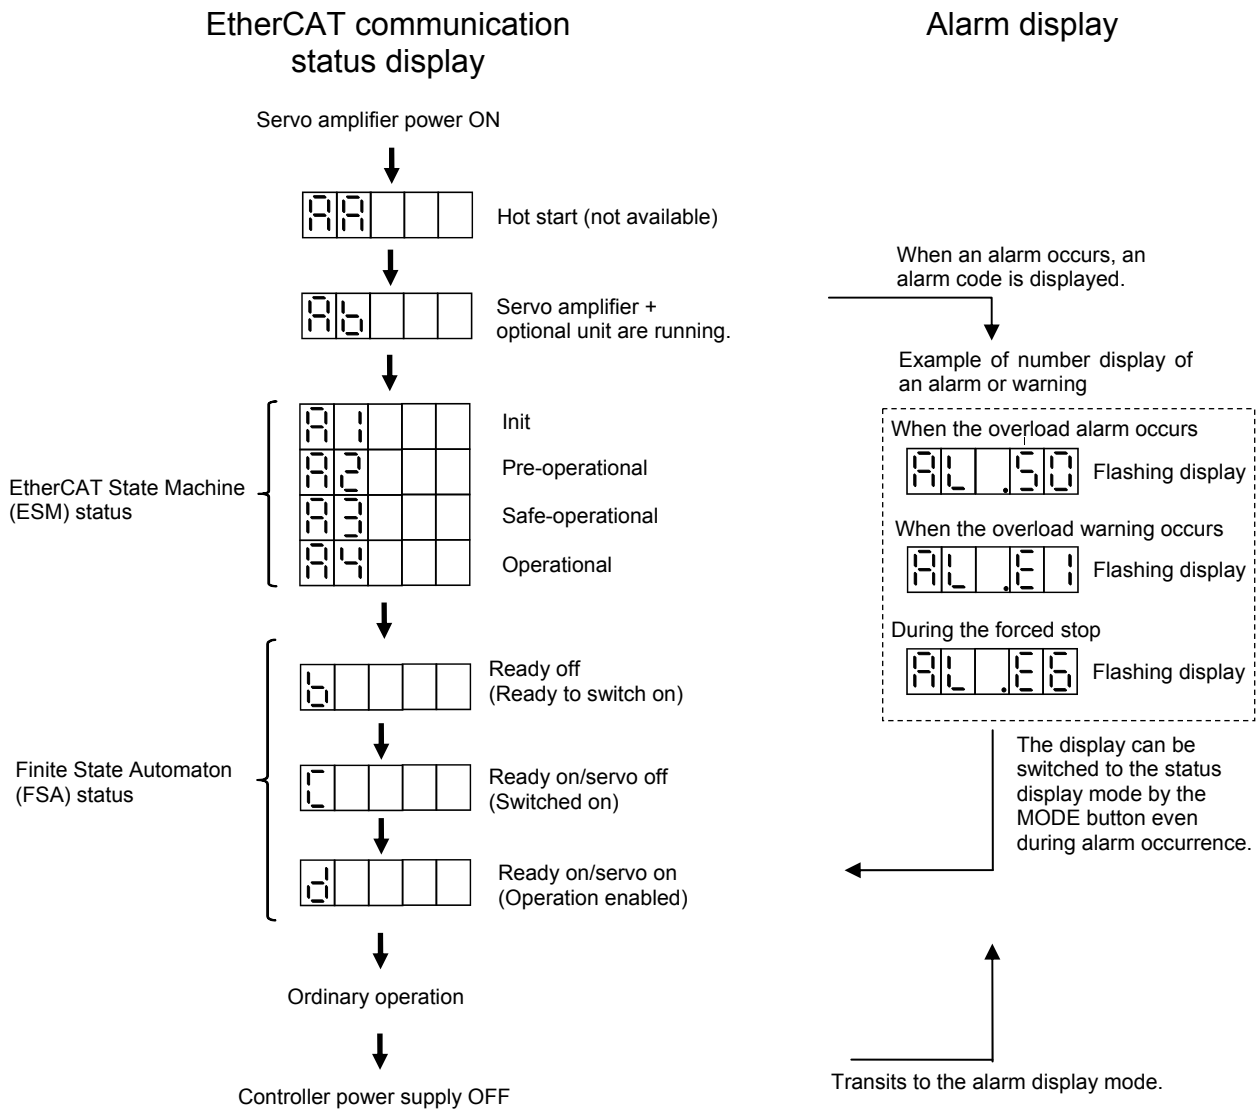 EtherCAT communication
status display
Alarm display
Servo amplifier power ON
AA
Hot start (not available)
Ab
Servo amplifier +
optional unit are running.
EtherCAT State Machine
(ESM) status
A1
Init
A2
Pre-operational
A3
Safe-operational
A4
Operational
Finite State Automaton
(FSA) status
b
Ready off
(Ready to switch on)
C
Ready on/servo off
(Switched on)
d
Ready on/servo on
(Operation enabled)
Ordinary operation
Controller power supply OFF
When an alarm occurs, an
alarm code is displayed.
Example of number display of
an alarm or warning
When the overload alarm occurs
AL .50
Flashing display
When the overload warning occurs
AL .E1
Flashing display
During the forced stop
AL .E6
Flashing display
The display can be
switched to the status
display mode by the
MODE button even
during alarm occurrence.
Transits to the alarm display mode.